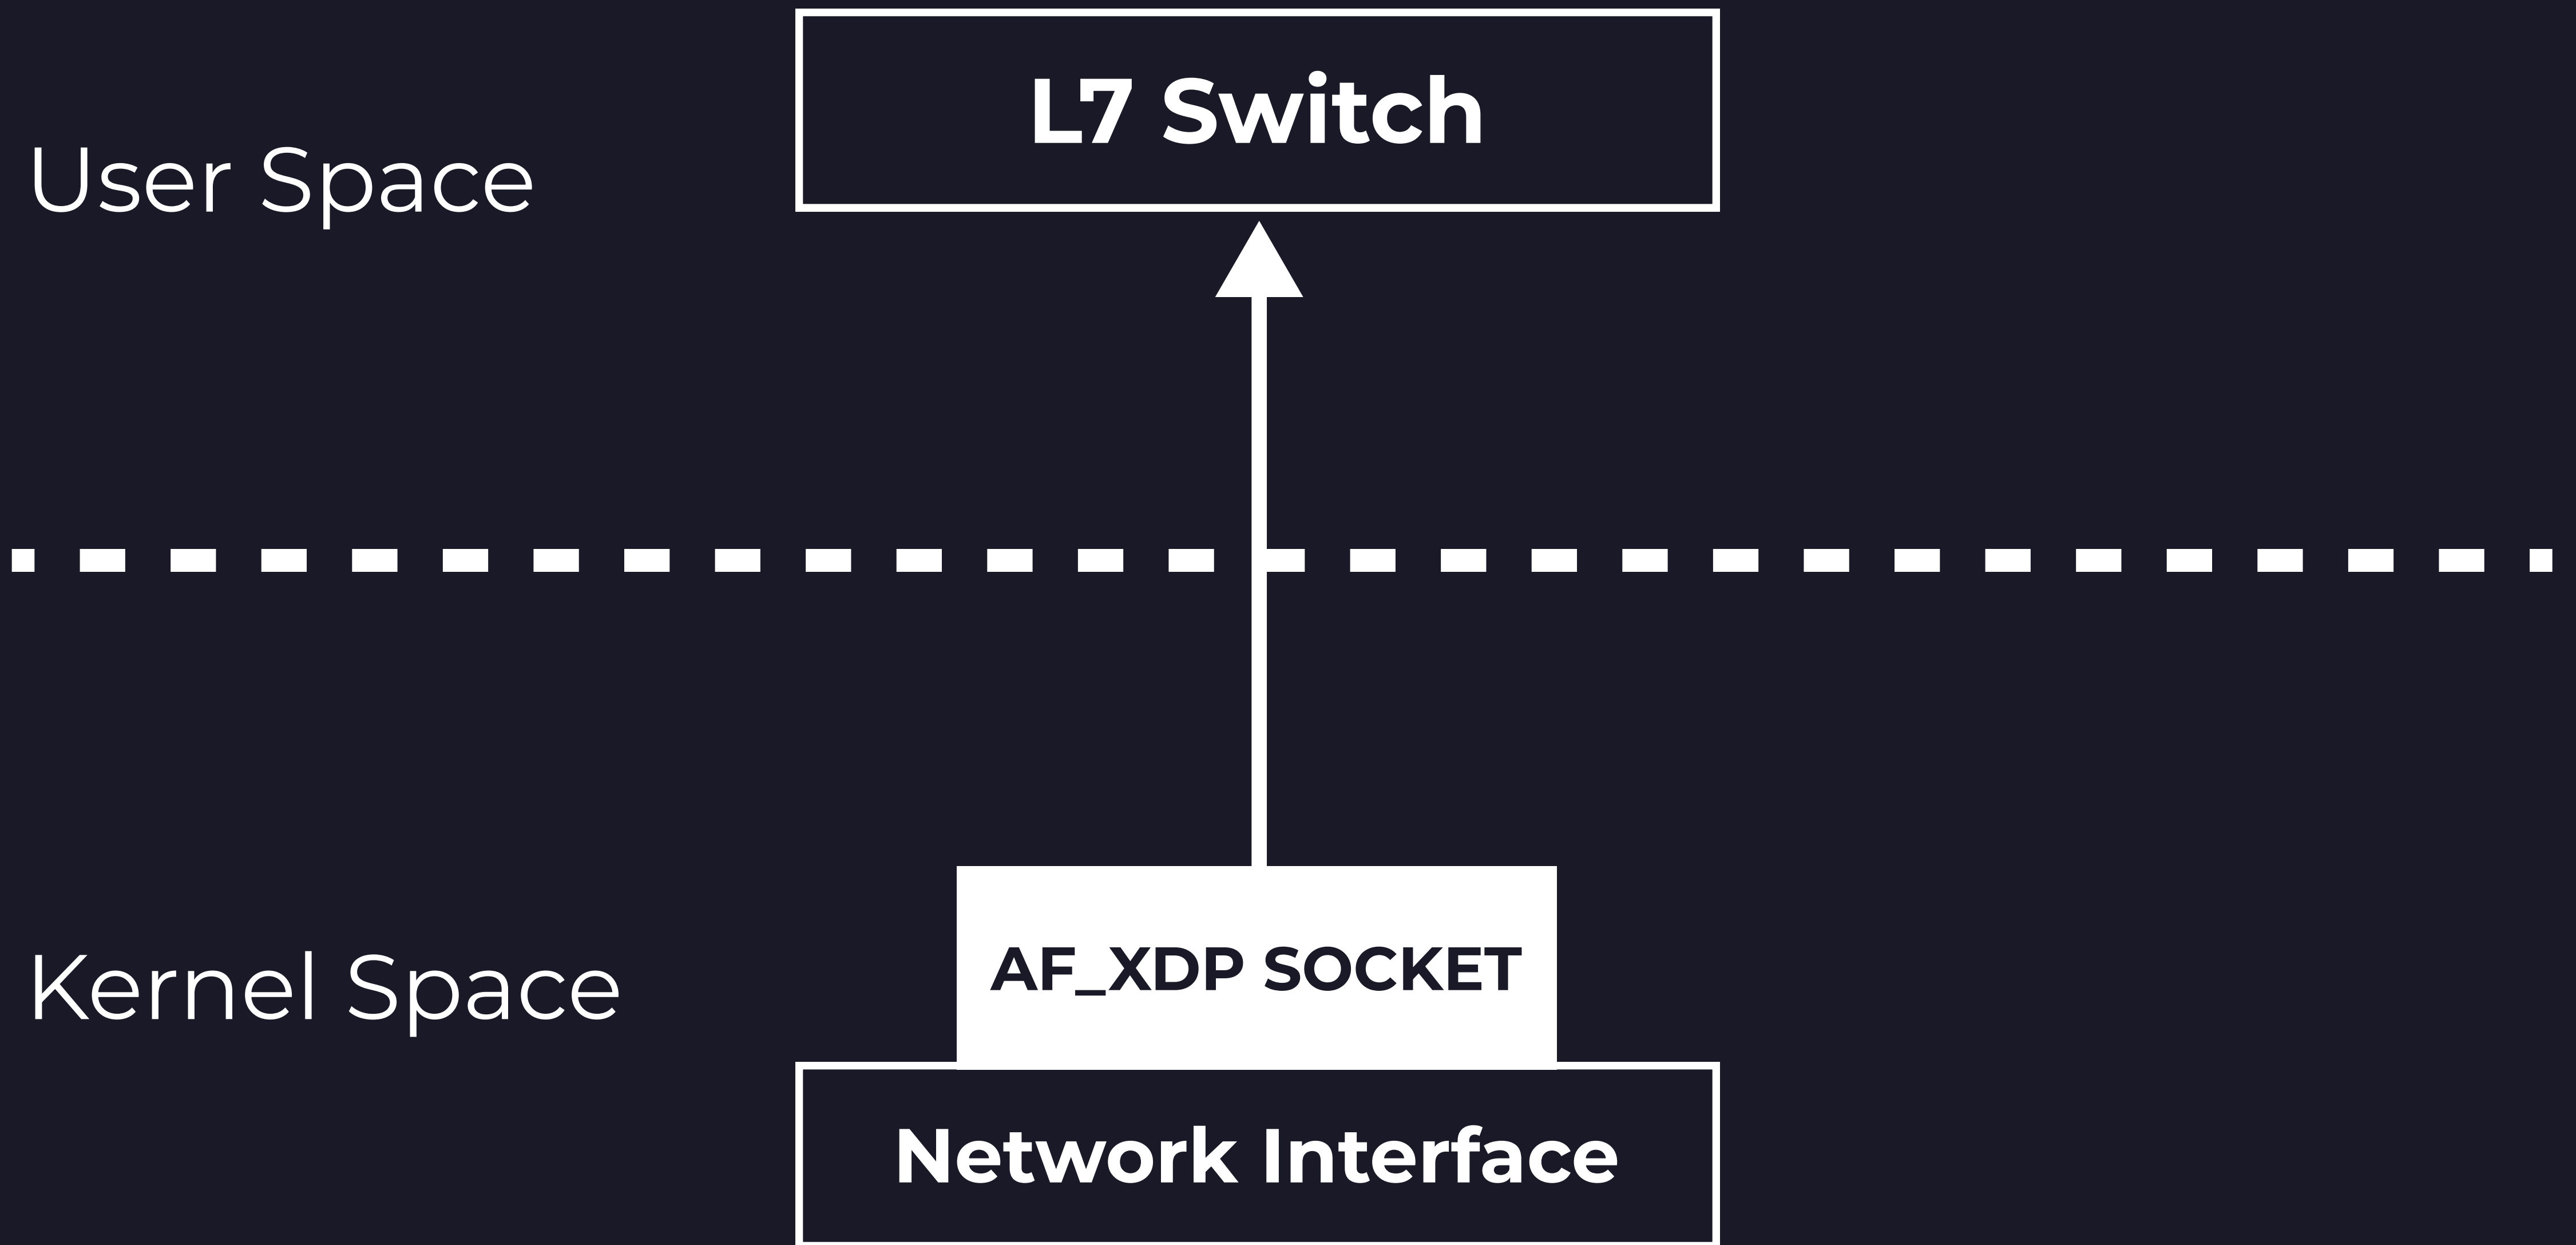 L7 Switch
User Space
AF_XDP SOCKET
Kernel Space
Network Interface